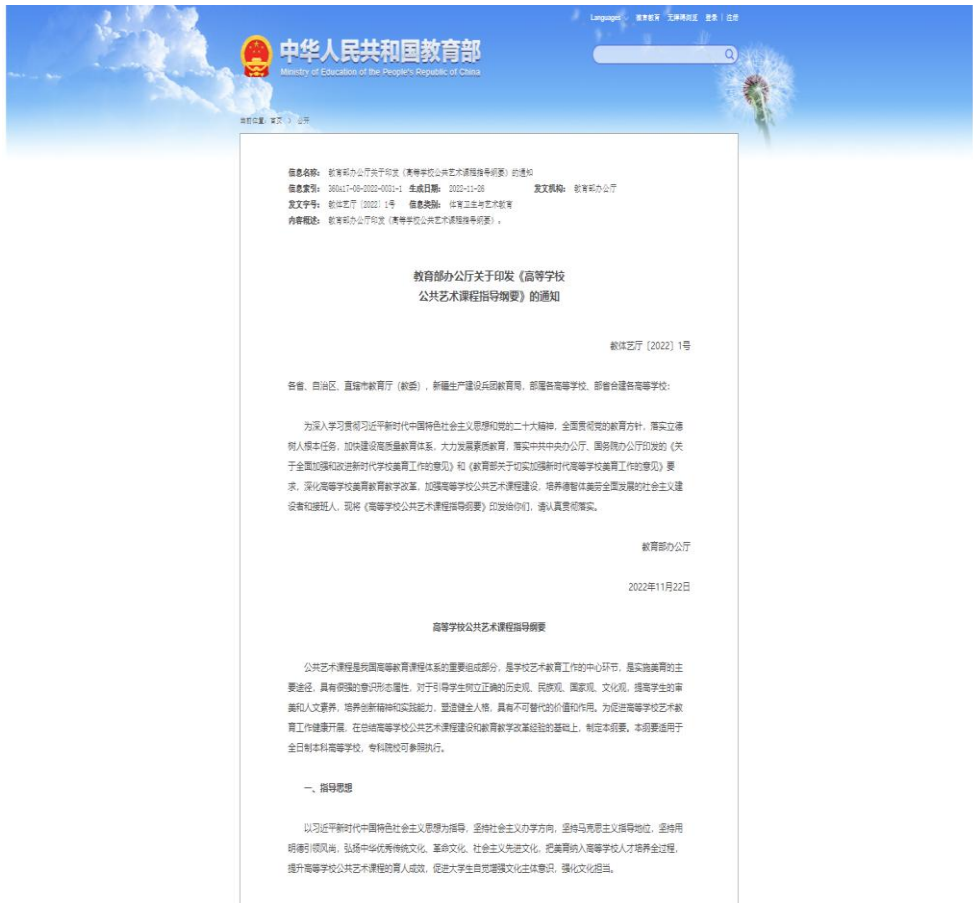 Languages 登录 | 注册
中华人民共和国教育部
Ministry of Education of the People's Republic of China
当前位置：首页 > 公开
信息名称： 教育部办公厅关于印发《高等学校公共艺术课程指导纲要》的通知
信息索引： 360A17-08-2022-0031-1 生成日期： 2022-11-26 发文机构： 教育部办公厅
发文字号： 教体艺厅〔2022〕1号 信息类别： 体育卫生与艺术教育
内容概述： 教育部办公厅印发《高等学校公共艺术课程指导纲要》。
教育部办公厅关于印发《高等学校
公共艺术课程指导纲要》的通知
教体艺厅〔2022〕1号
各省、自治区、直辖市教育厅（教委），新疆生产建设兵团教育局，部属各高等学校、部省合建各高等学校：
为深入学习贯彻习近平新时代中国特色社会主义思想和党的二十大精神，全面贯彻党的教育方针，落实立德
树人根本任务，加快建设高质量教育体系，大力发展素质教育，落实中共中央办公厅、国务院办公厅印发的《关
于全面加强和改进新时代学校美育工作的意见》和《教育部关于切实加强新时代高等学校美育工作的意见》要
求，深化高等学校美育教育教学改革，加强高等学校公共艺术课程建设，培养德智体美劳全面发展的社会主义建
设者和接班人，现将《高等学校公共艺术课程指导纲要》印发给你们，请认真贯彻落实。
教育部办公厅
2022年11月22日
高等学校公共艺术课程指导纲要
公共艺术课程是我国高等教育课程体系的重要组成部分，是学校艺术教育工作的中心环节，是实施美育的主
要途径，具有很强的意识形态属性，对于引导学生树立正确的历史观、民族观、国家观、文化观，提高学生的审
美和人文素养，培养创新精神和实践能力，塑造健全人格，具有不可替代的价值和作用。为促进高等学校艺术教
育工作健康开展，在总结高等学校公共艺术课程建设和教育教学改革经验的基础上，制定本纲要。本纲要适用于
全日制本科高等学校，专科院校可参照执行。
一、指导思想
以习近平新时代中国特色社会主义思想为指导，坚持社会主义办学方向，坚持马克思主义指导地位，坚持用
明德引领风尚，弘扬中华优秀传统文化、革命文化、社会主义先进文化，把美育纳入高等学校人才培养全过程，
提升高等学校公共艺术课程的育人成效，促进大学生自觉增强文化主体意识，强化文化担当。